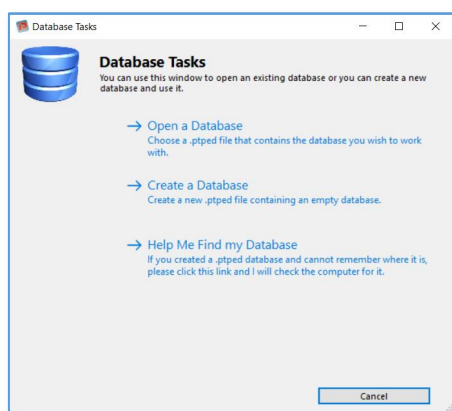 Database Tasks
Database Tasks
You can use this window to open an existing database or you can create a new
database and use it.
Open a Database
Choose a .ptped file that contains the database you wish to work
with.
Create a Database
Create a new .ptped file containing an empty database.
Help Me Find my Database
If you created a .ptped database and cannot remember where it is,
please click this link and I will check the computer for it.
Cancel